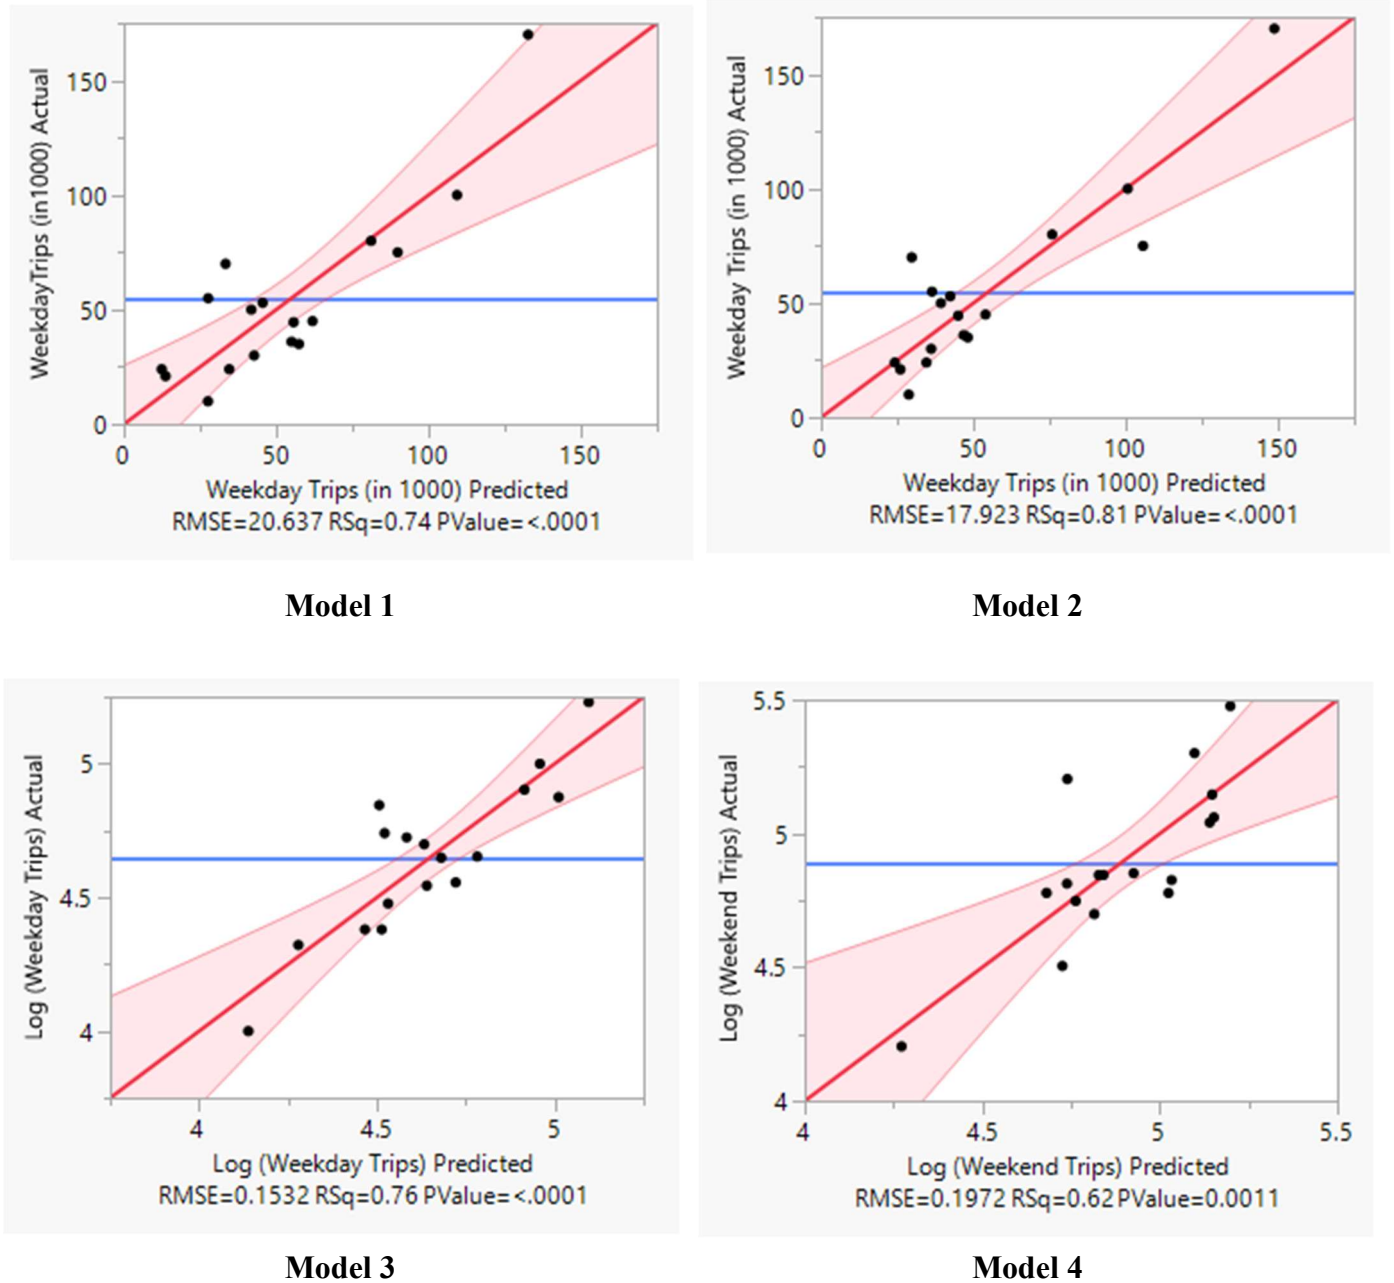 WeekdayTrips (in1000) Actual
150
100
50
0
0 50 100 150
Weekday Trips (in 1000) Predicted
RMSE=20.637 RSq=0.74 PValue=<.0001
Model 1
Weekday Trips (in 1000) Actual
150
100
50
0
0 50 100 150
Weekday Trips (in 1000) Predicted
RMSE=17.923 RSq=0.81 PValue=<.0001
Model 2
Log (Weekday Trips) Actual
5
4.5
4
4 4.5 5
Log (Weekday Trips) Predicted
RMSE=0.1532 RSq=0.76 PValue=<.0001
Model 3
Log (Weekend Trips) Actual
5.5
5
4.5
4
4 4.5 5 5.5
Log (Weekend Trips) Predicted
RMSE=0.1972 RSq=0.62 PValue=0.0011
Model 4